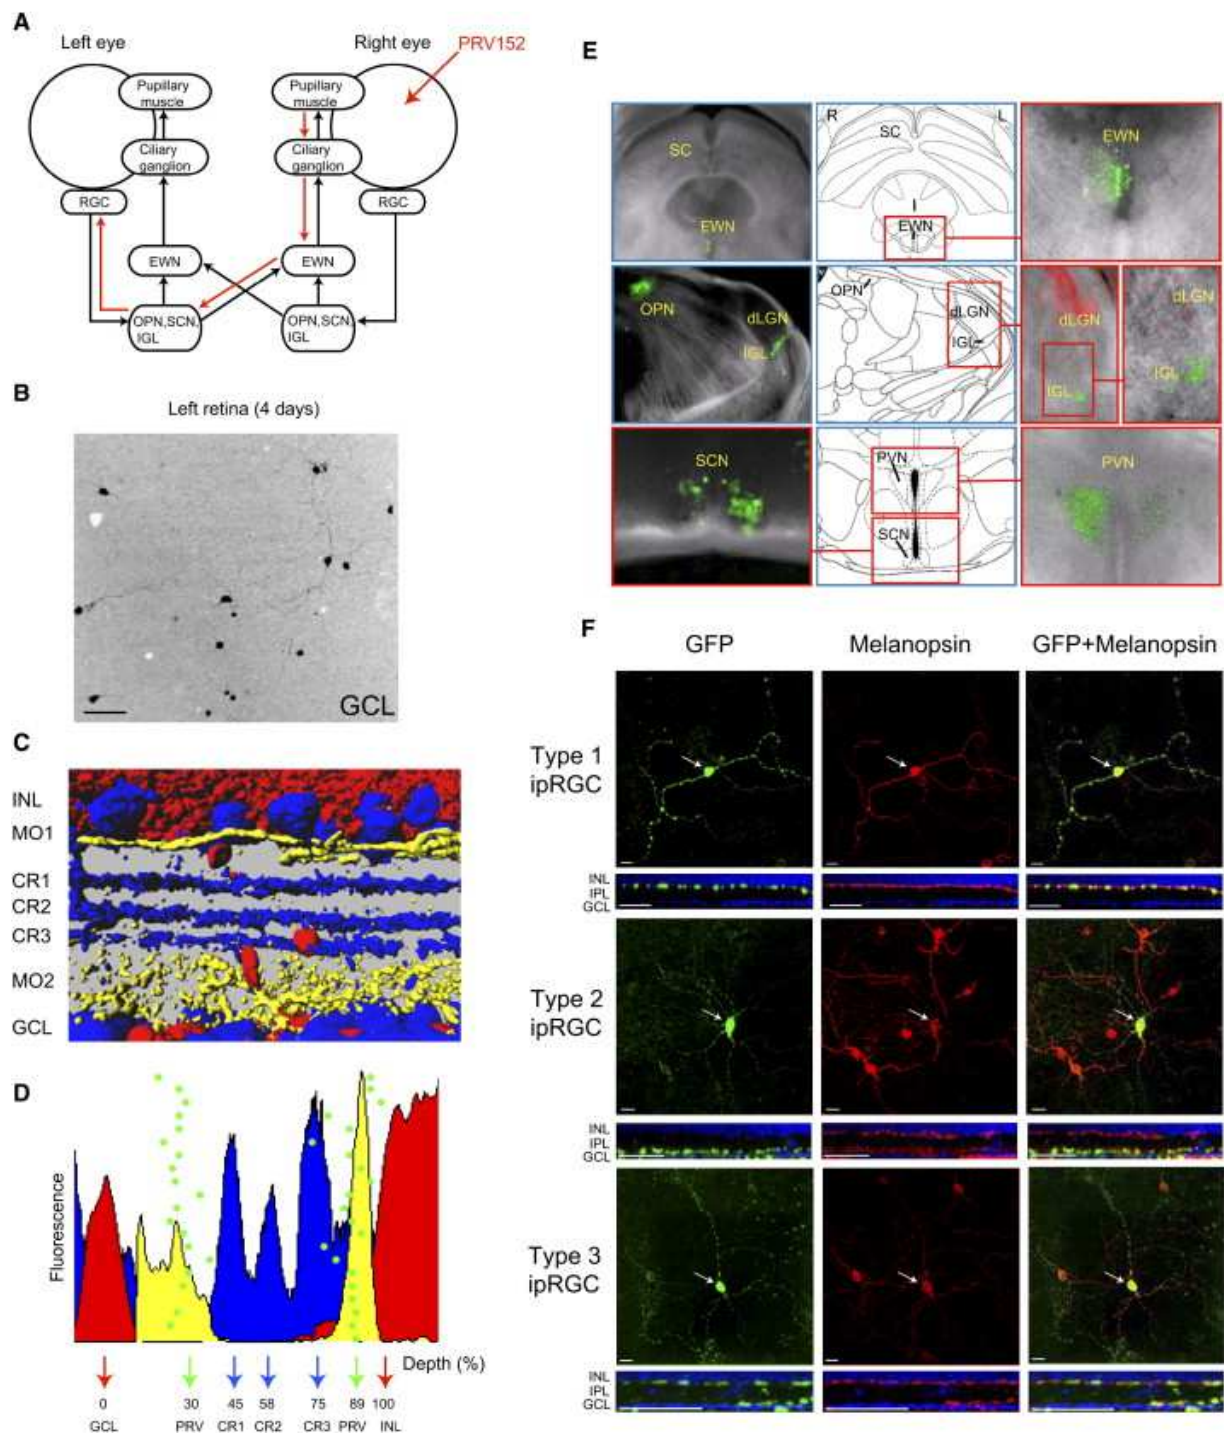 A
Left eye
Right eye
PRV152
Pupillary
muscle
Pupillary
muscle
Ciliary
ganglion
Ciliary
ganglion
RGC
RGC
EWN
EWN
OPN,SCN,
IGL
OPN,SCN,
IGL
B
Left retina (4 days)
GCL
C
INL
MO1
CR1
CR2
CR3
MO2
GCL
D
Fluorescence
Depth (%)
0 30 45 58 75 89 100
GCL PRV CR1 CR2 CR3 PRV INL
E
SC
EWN
R
L
SC
I
EWN
EWN
OPN
dLGN
IGL
OPN
dLGN
IGL
dLGN
IGL
dLGN
IGL
SCN
PVN
SCN
PVN
F
GFP Melanopsin GFP+Melanopsin
Type 1
ipRGC
INL
IPL
GCL
Type 2
ipRGC
INL
IPL
GCL
Type 3
ipRGC
INL
IPL
GCL